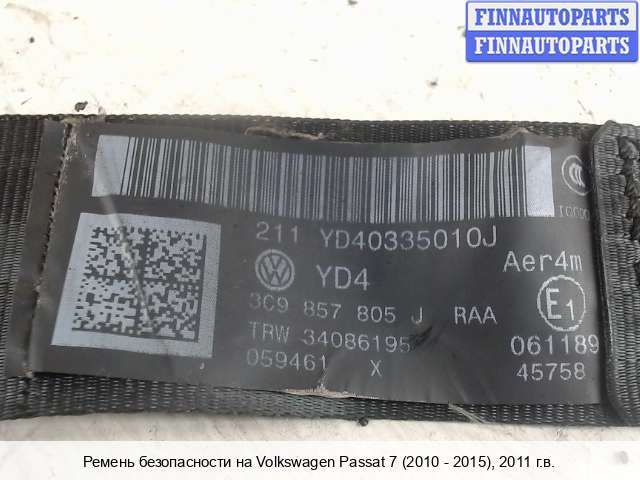 FINNAUTOPARTS
FINNAUTOPARTS
211 YD40335010J
YD4
Aer4m
3C9 857 805 J RAA
E1
TRW 34086195
061189
059461 X
45758
Ремень безопасности на Volkswagen Passat 7 (2010 - 2015), 2011 г.в.